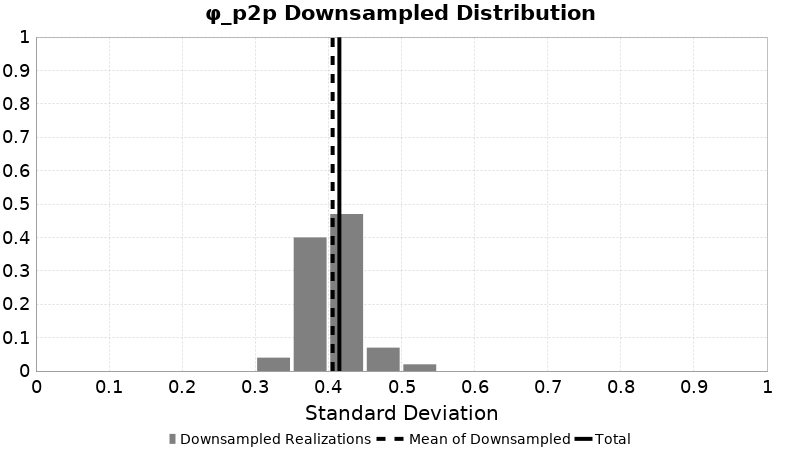 φ_p2p Downsampled Distribution
1
0.9
0.8
0.7
0.6
0.5
0.4
0.3
0.2
0.1
0
0 0.1 0.2 0.3 0.4 0.5 0.6 0.7 0.8 0.9 1
Standard Deviation
Downsampled Realizations Mean of Downsampled Total